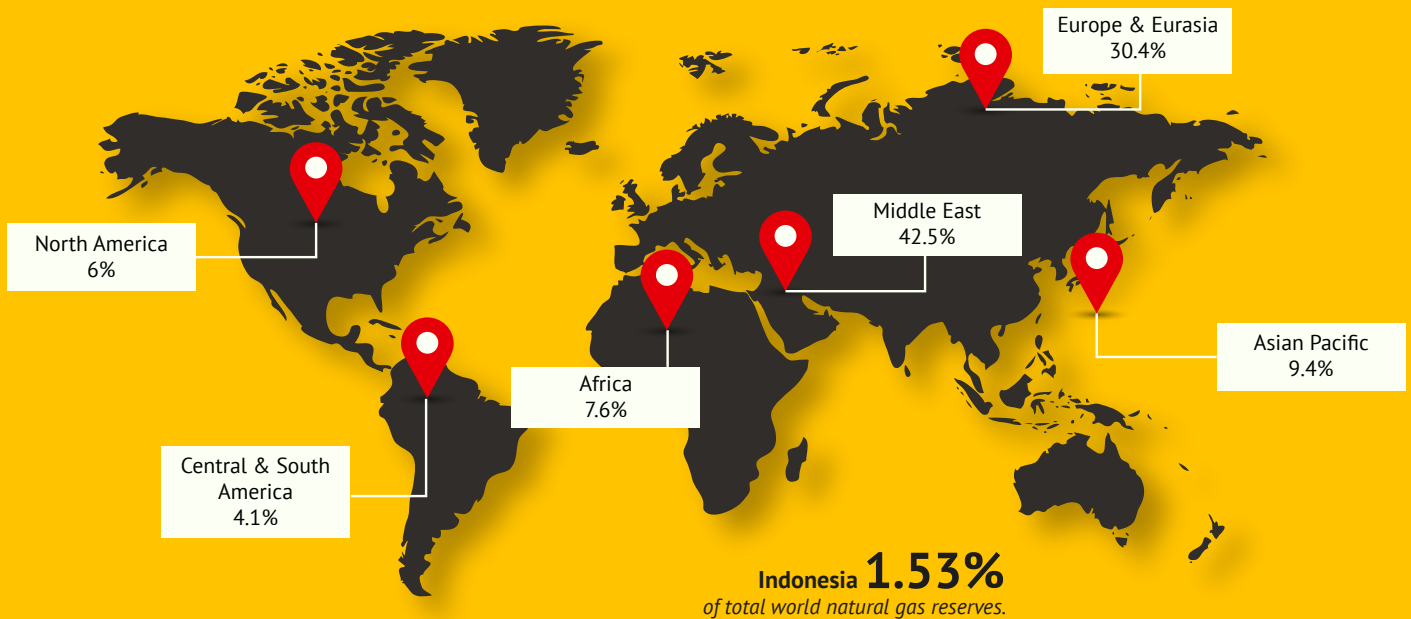 Europe & Eurasia
30.4%
Middle East
42.5%
North America
6%
Asian Pacific
9.4%
Africa
7.6%
Central & South
America
4.1%
Indonesia 1.53%
of total world natural gas reserves.